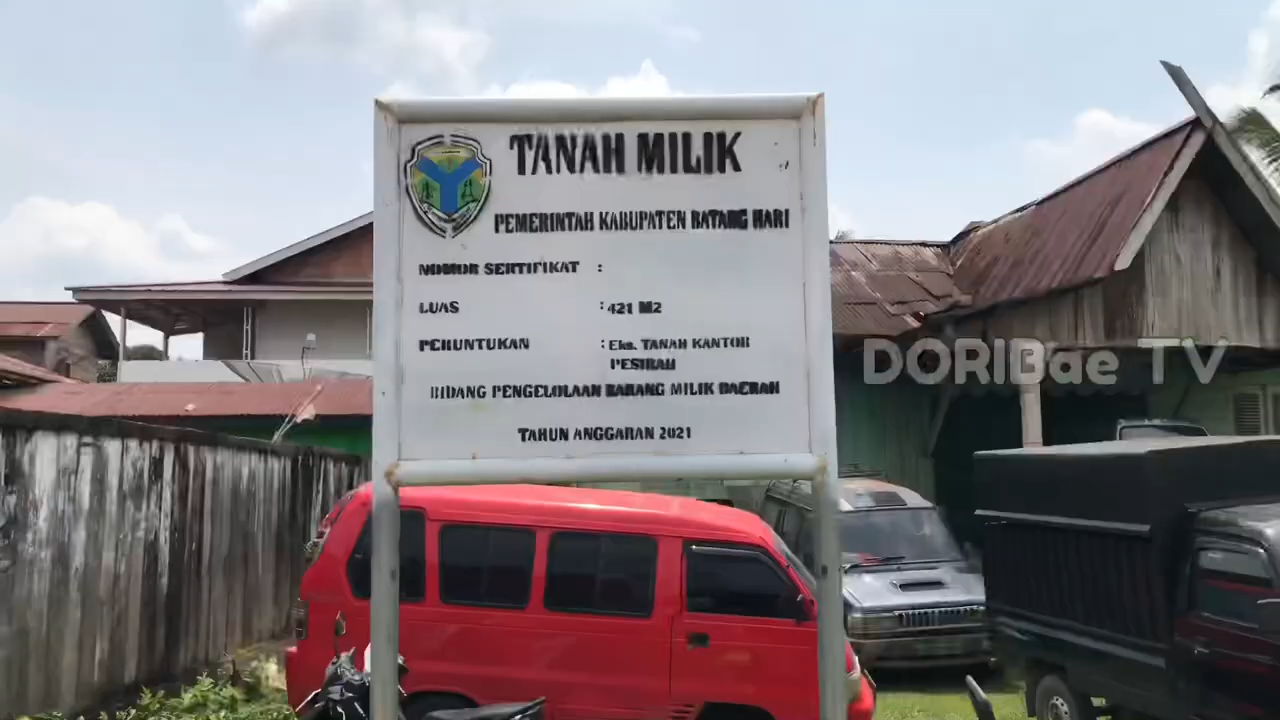 TANAH MILIK
PEMERINTAH KABUPATEN BATANG HARI
NOMOR SERTIFIKAT :
LUAS : 421 M2
PERUNTUKAN : Eks. TANAH KANTOR
PESIRAH
BIDANG PENGELOLAAN BARANG MILIK DAERAH
TAHUN ANGGARAN 2021
DORIBae TV